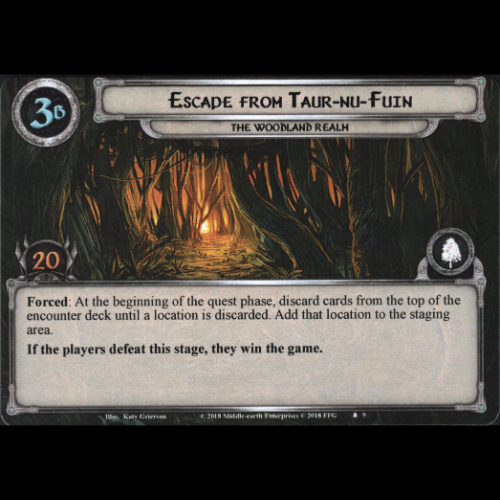 3B
ESCAPE FROM TAUR-NU-FUIN
THE WOODLAND REALM
20
Forced: At the beginning of the quest phase, discard cards from the top of the
encounter deck until a location is discarded. Add that location to the staging
area.
If the players defeat this stage, they win the game.
Illus. Katy Grierson
© 2018 Middle-earth Enterprises © 2018 FFG
9